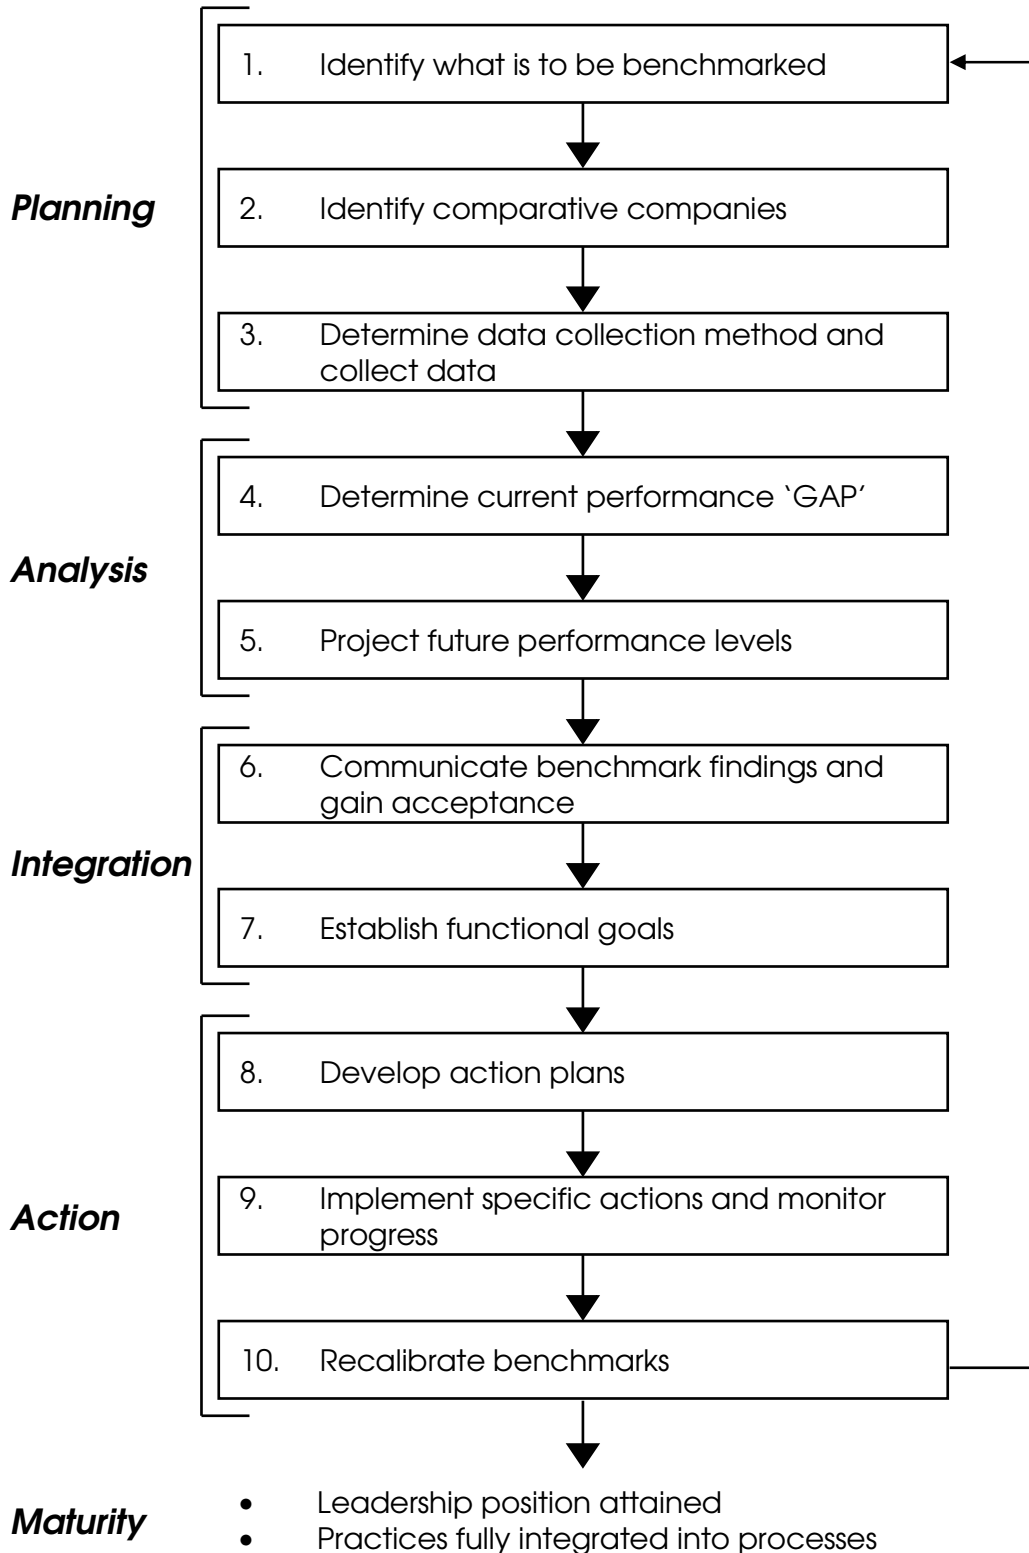 1. Identify what is to be benchmarked
Planning
2. Identify comparative companies
3. Determine data collection method and
collect data
4. Determine current performance ‘GAP’
Analysis
5. Project future performance levels
6. Communicate benchmark findings and
gain acceptance
Integration
7. Establish functional goals
8. Develop action plans
Action
9. Implement specific actions and monitor
progress
10. Recalibrate benchmarks
Maturity
• Leadership position attained
• Practices fully integrated into processes